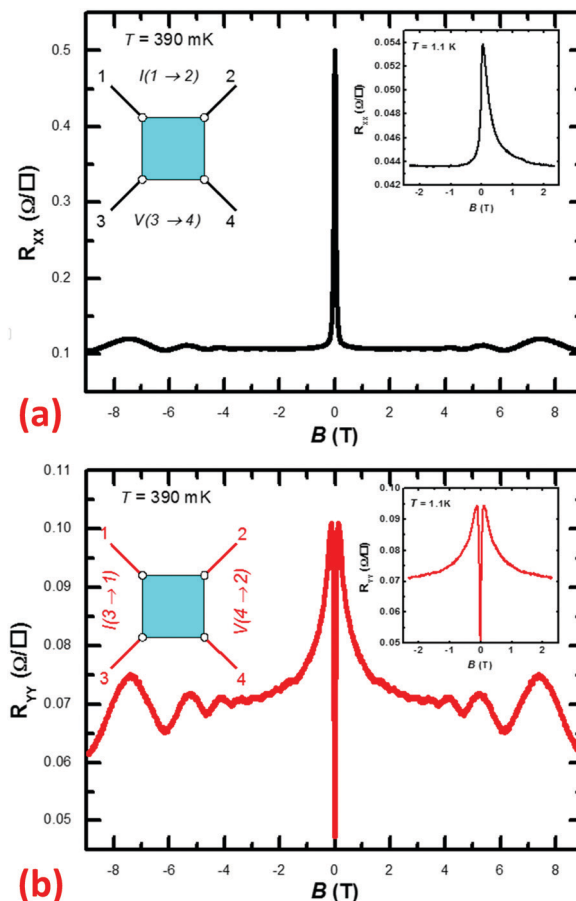 T = 390 mK
I(1 → 2)
1 2
3 4
V(3 → 4)
T = 1.1 K
R_XX (Ω/□)
0.054
0.052
0.050
0.048
0.046
0.044
0.042
-2 -1 0 1 2
B (T)
R_XX (Ω/□)
0.5
0.4
0.3
0.2
0.1
-8 -6 -4 -2 0 2 4 6 8
B (T)
(a)
T = 390 mK
1 2
I(3 → 1)
V(4 → 2)
3 4
T = 1.1K
R_YY (Ω/□)
0.10
0.09
0.08
0.07
0.06
0.05
-2 -1 0 1 2
B (T)
R_YY (Ω/□)
0.11
0.10
0.09
0.08
0.07
0.06
0.05
-8 -6 -4 -2 0 2 4 6 8
B (T)
(b)